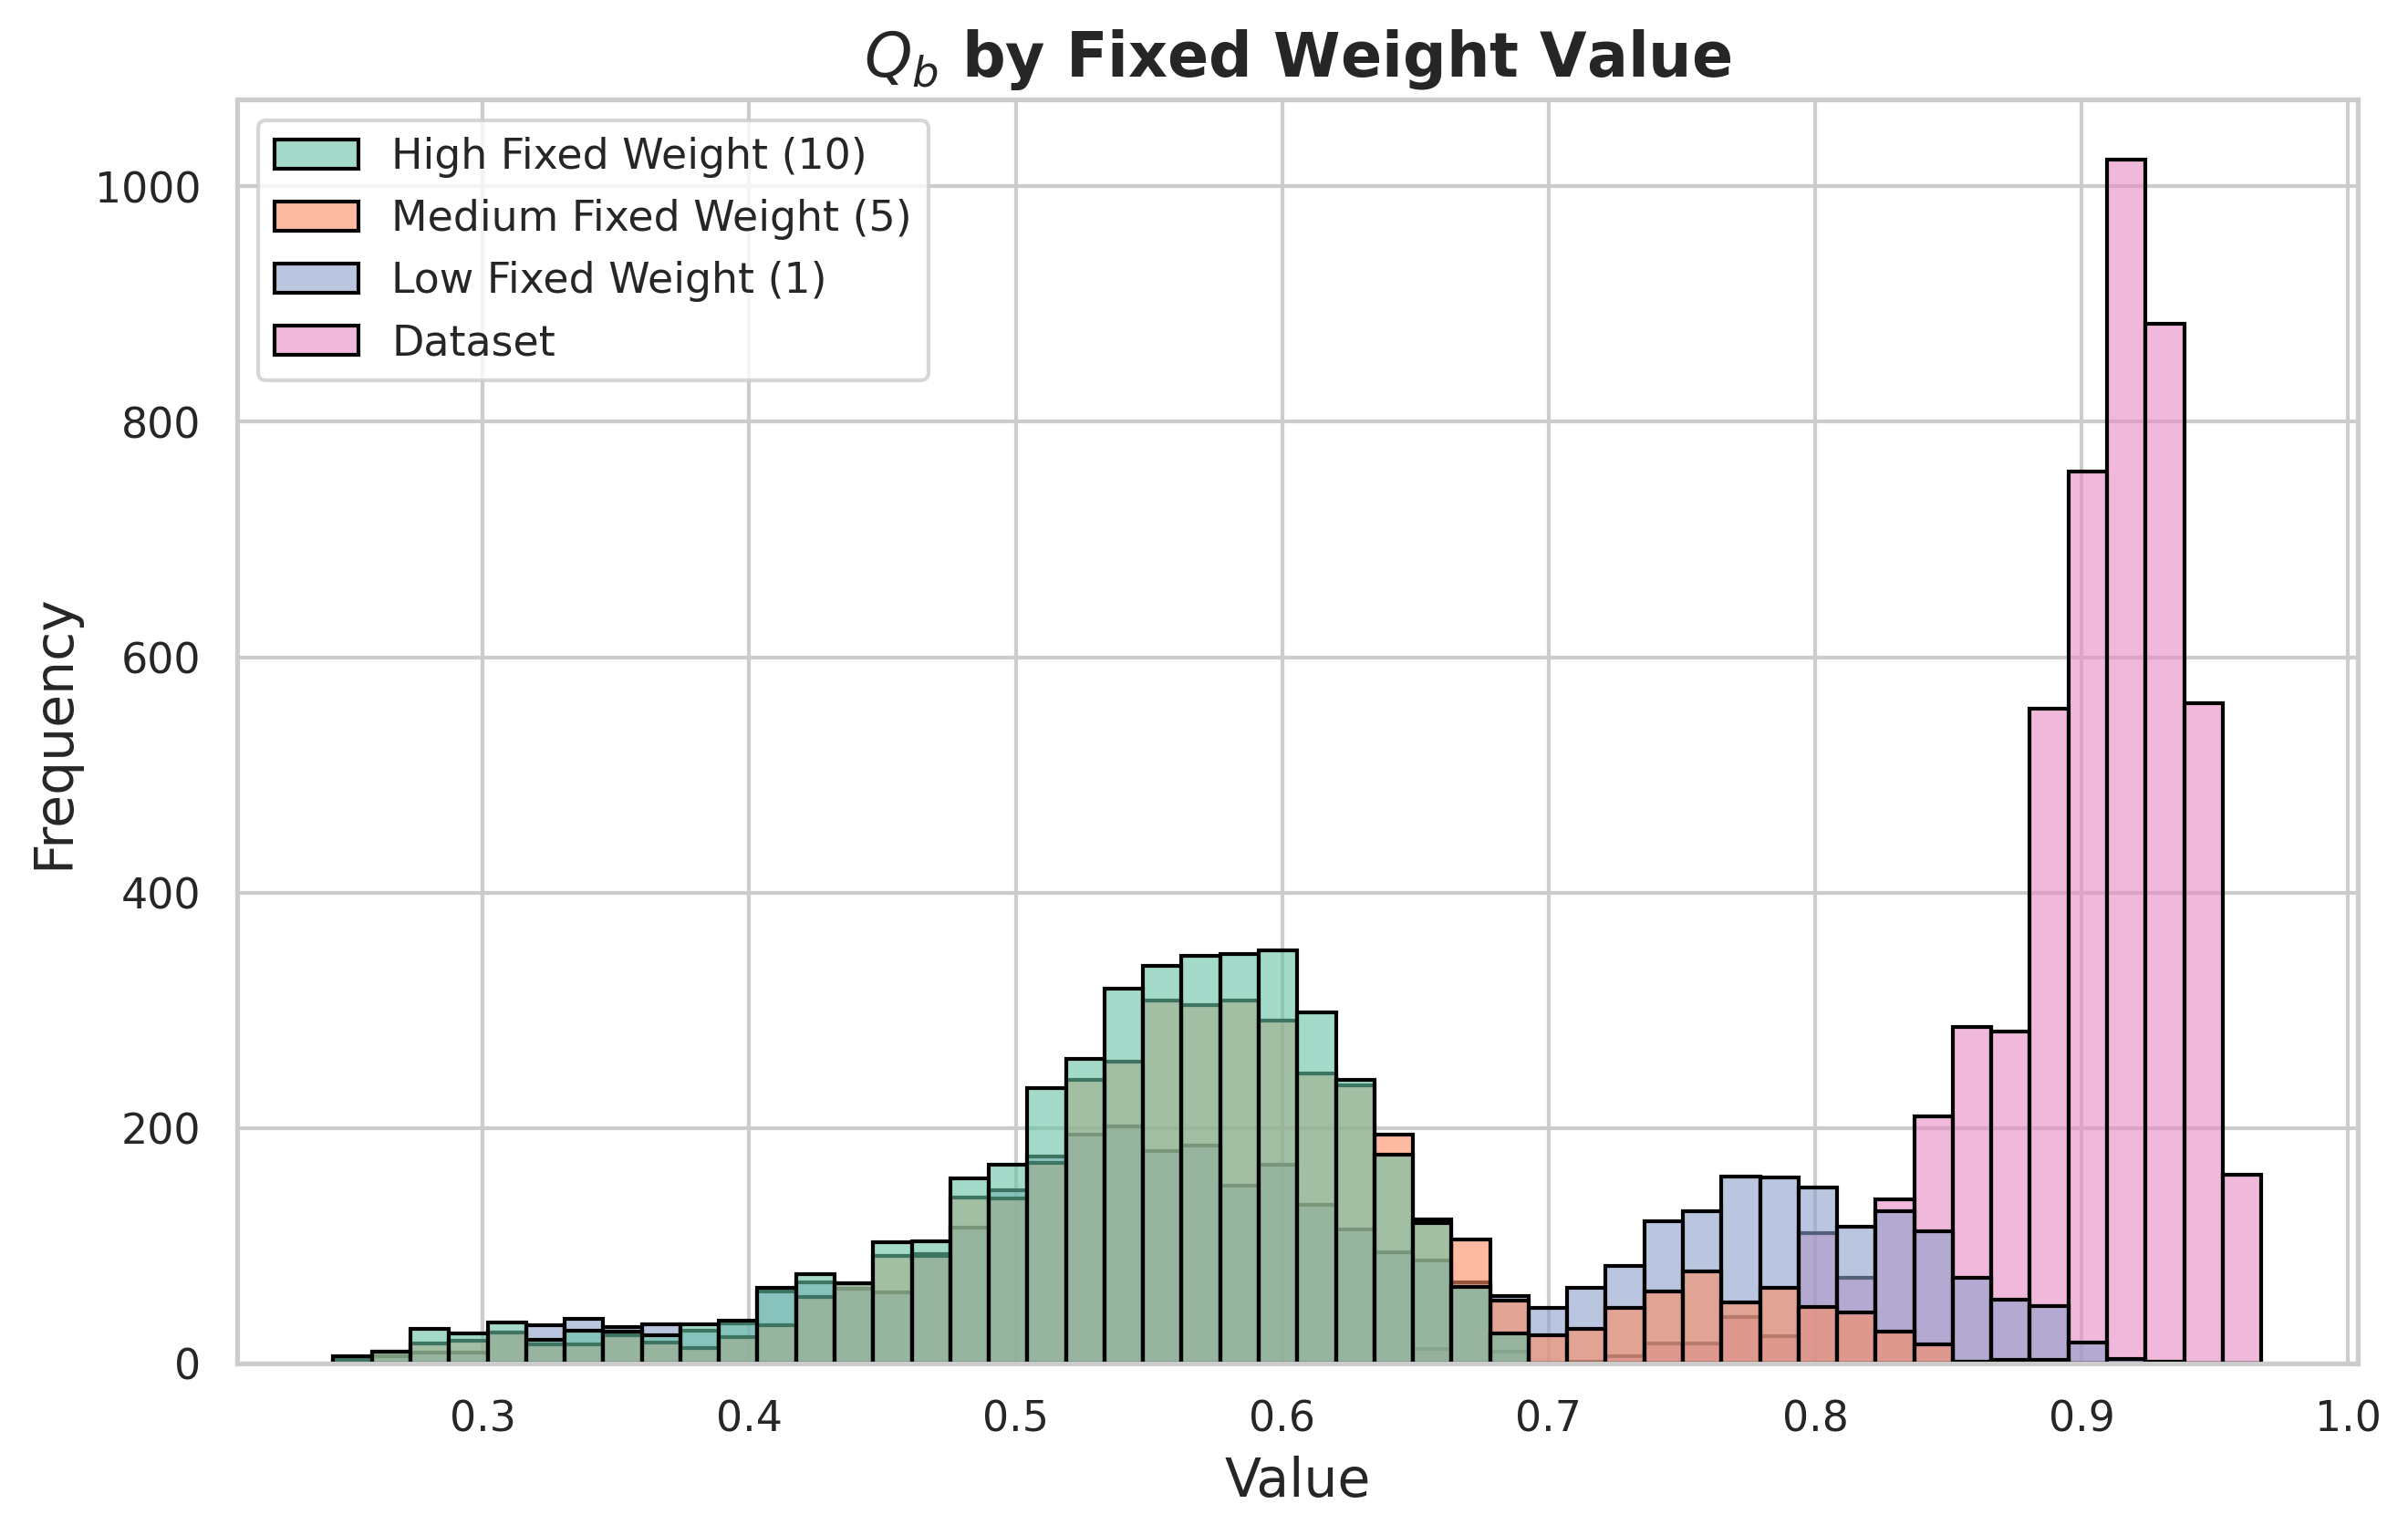 Q_b by Fixed Weight Value
High Fixed Weight (10)
Medium Fixed Weight (5)
Low Fixed Weight (1)
Dataset
1000
800
600
400
200
0
Frequency
0.3 0.4 0.5 0.6 0.7 0.8 0.9 1.0
Value